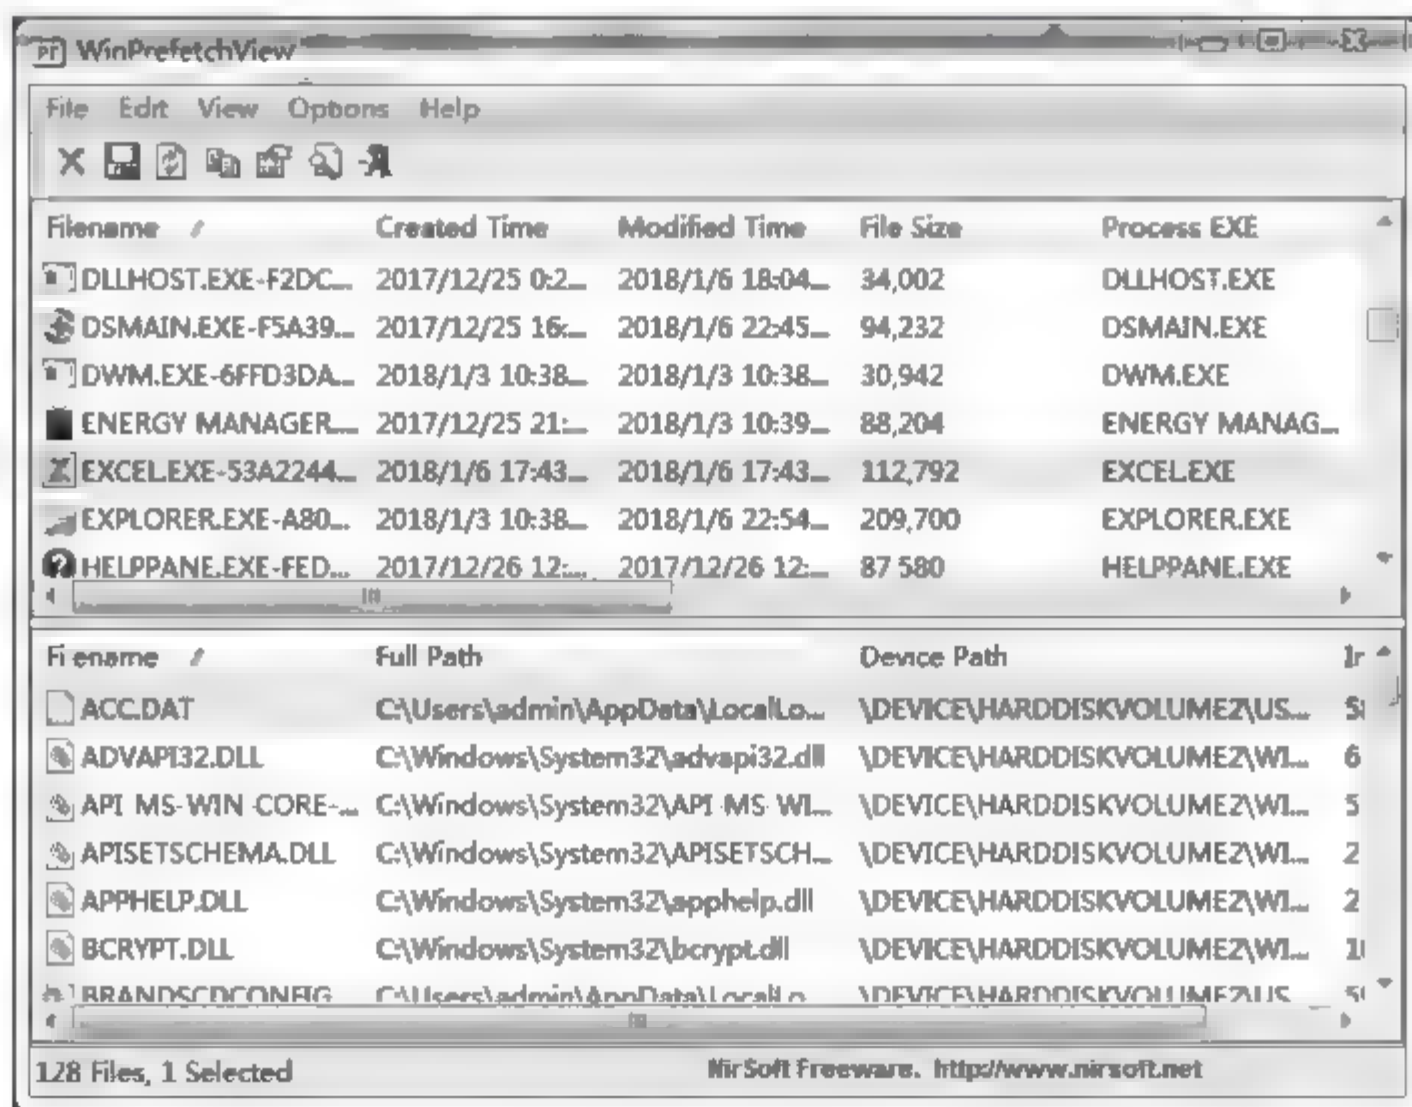 WinPrefetchView
File Edit View Options Help
Filename Created Time Modified Time File Size Process EXE
DLLHOST.EXE-F2DC... 2017/12/25 0:2... 2018/1/6 18:04... 34,002 DLLHOST.EXE
DSMAIN.EXE-F5A39... 2017/12/25 16:... 2018/1/6 22:45... 94,232 DSMAIN.EXE
DWM.EXE-6FFD3DA... 2018/1/3 10:38... 2018/1/3 10:38... 30,942 DWM.EXE
ENERGY MANAGER.... 2017/12/25 21:... 2018/1/3 10:39... 88,204 ENERGY MANAG...
EXCEL.EXE-53A2244... 2018/1/6 17:43... 2018/1/6 17:43... 112,792 EXCEL.EXE
EXPLORER.EXE-A80... 2018/1/3 10:38... 2018/1/6 22:54... 209,700 EXPLORER.EXE
HELPPANE.EXE-FED... 2017/12/26 12:... 2017/12/26 12:... 87 580 HELPPANE.EXE
Filename Full Path Device Path In
ACC.DAT C:\Users\admin\AppData\LocalLo... \DEVICE\HARDDISKVOLUME2\US...
ADVAPI32.DLL C:\Windows\System32\advapi32.dll \DEVICE\HARDDISKVOLUME2\WI... 6
API-MS-WIN-CORE-... C:\Windows\System32\API-MS-WI... \DEVICE\HARDDISKVOLUME2\WI... 5
APISETSCHEMA.DLL C:\Windows\System32\APISETSCH... \DEVICE\HARDDISKVOLUME2\WI... 2
APPHELP.DLL C:\Windows\System32\apphelp.dll \DEVICE\HARDDISKVOLUME2\WI... 2
BCRYPT.DLL C:\Windows\System32\bcrypt.dll \DEVICE\HARDDISKVOLUME2\WI...
BRANDSCDCONFIG C:\Users\admin\AppData\LocalLo \DEVICE\HARDDISKVOLUME2\US
128 Files, 1 Selected NirSoft Freeware. http://www.nirsoft.net